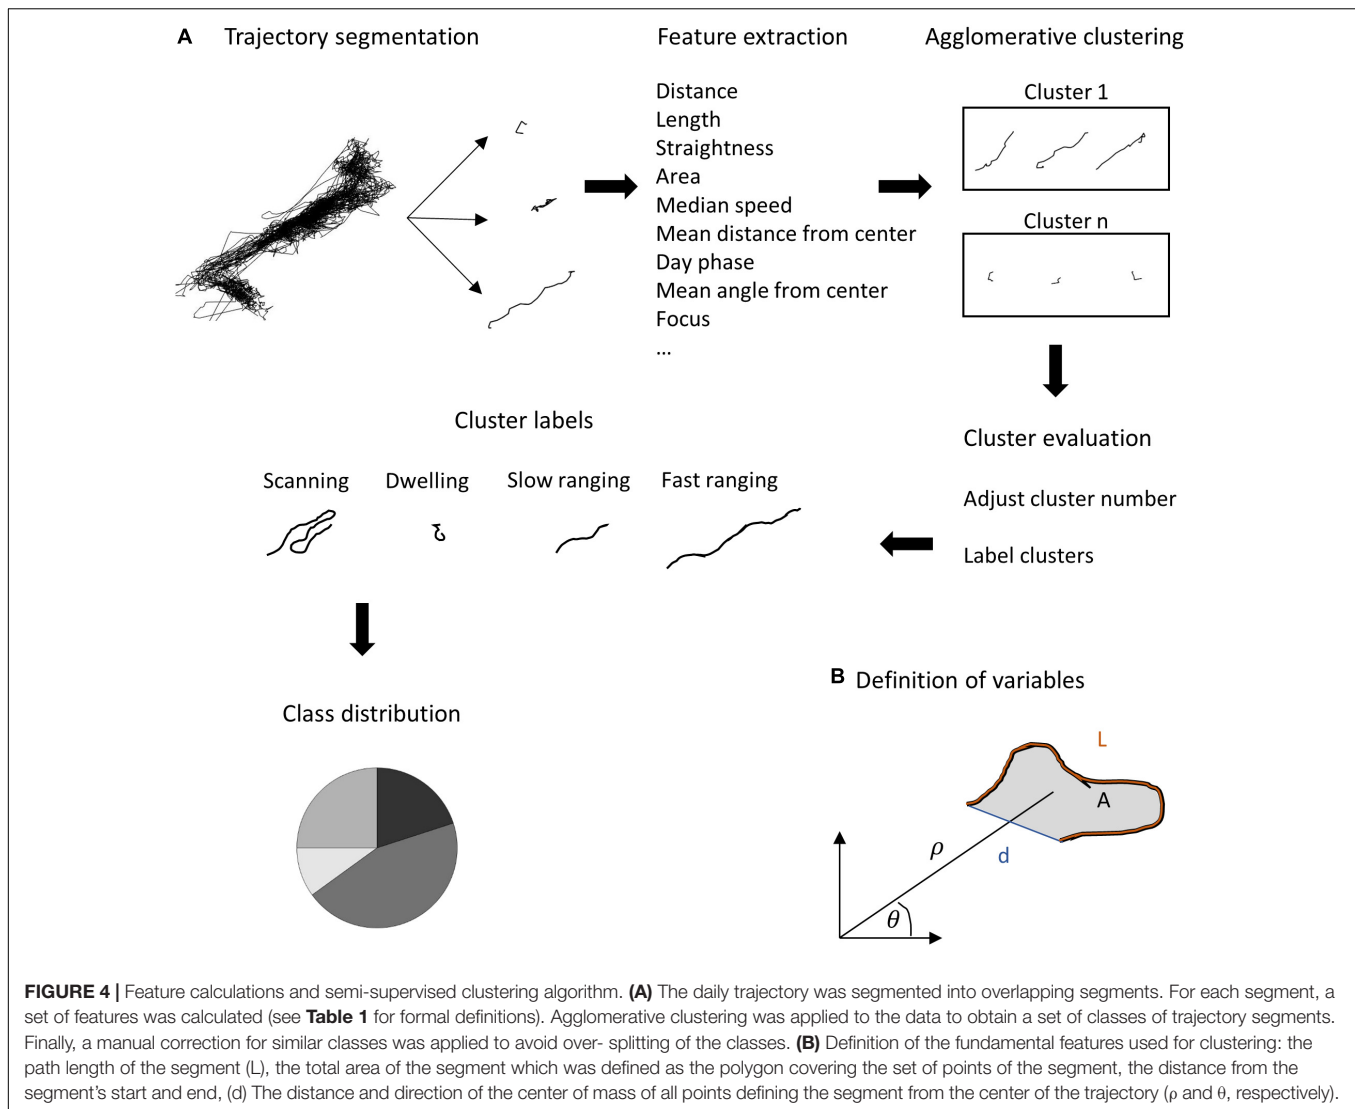 A Trajectory segmentation
Feature extraction
Agglomerative clustering
Distance
Length
Straightness
Area
Median speed
Mean distance from center
Day phase
Mean angle from center
Focus
...
Cluster 1
Cluster n
Cluster evaluation
Adjust cluster number
Label clusters
Cluster labels
Scanning
Dwelling
Slow ranging
Fast ranging
Class distribution
B Definition of variables
L
A
ρ
d
θ
FIGURE 4 | Feature calculations and semi-supervised clustering algorithm. (A) The daily trajectory was segmented into overlapping segments. For each segment, a
set of features was calculated (see Table 1 for formal definitions). Agglomerative clustering was applied to the data to obtain a set of classes of trajectory segments.
Finally, a manual correction for similar classes was applied to avoid over- splitting of the classes. (B) Definition of the fundamental features used for clustering: the
path length of the segment (L), the total area of the segment which was defined as the polygon covering the set of points of the segment, the distance from the
segment's start and end, (d) The distance and direction of the center of mass of all points defining the segment from the center of the trajectory (ρ and θ, respectively).